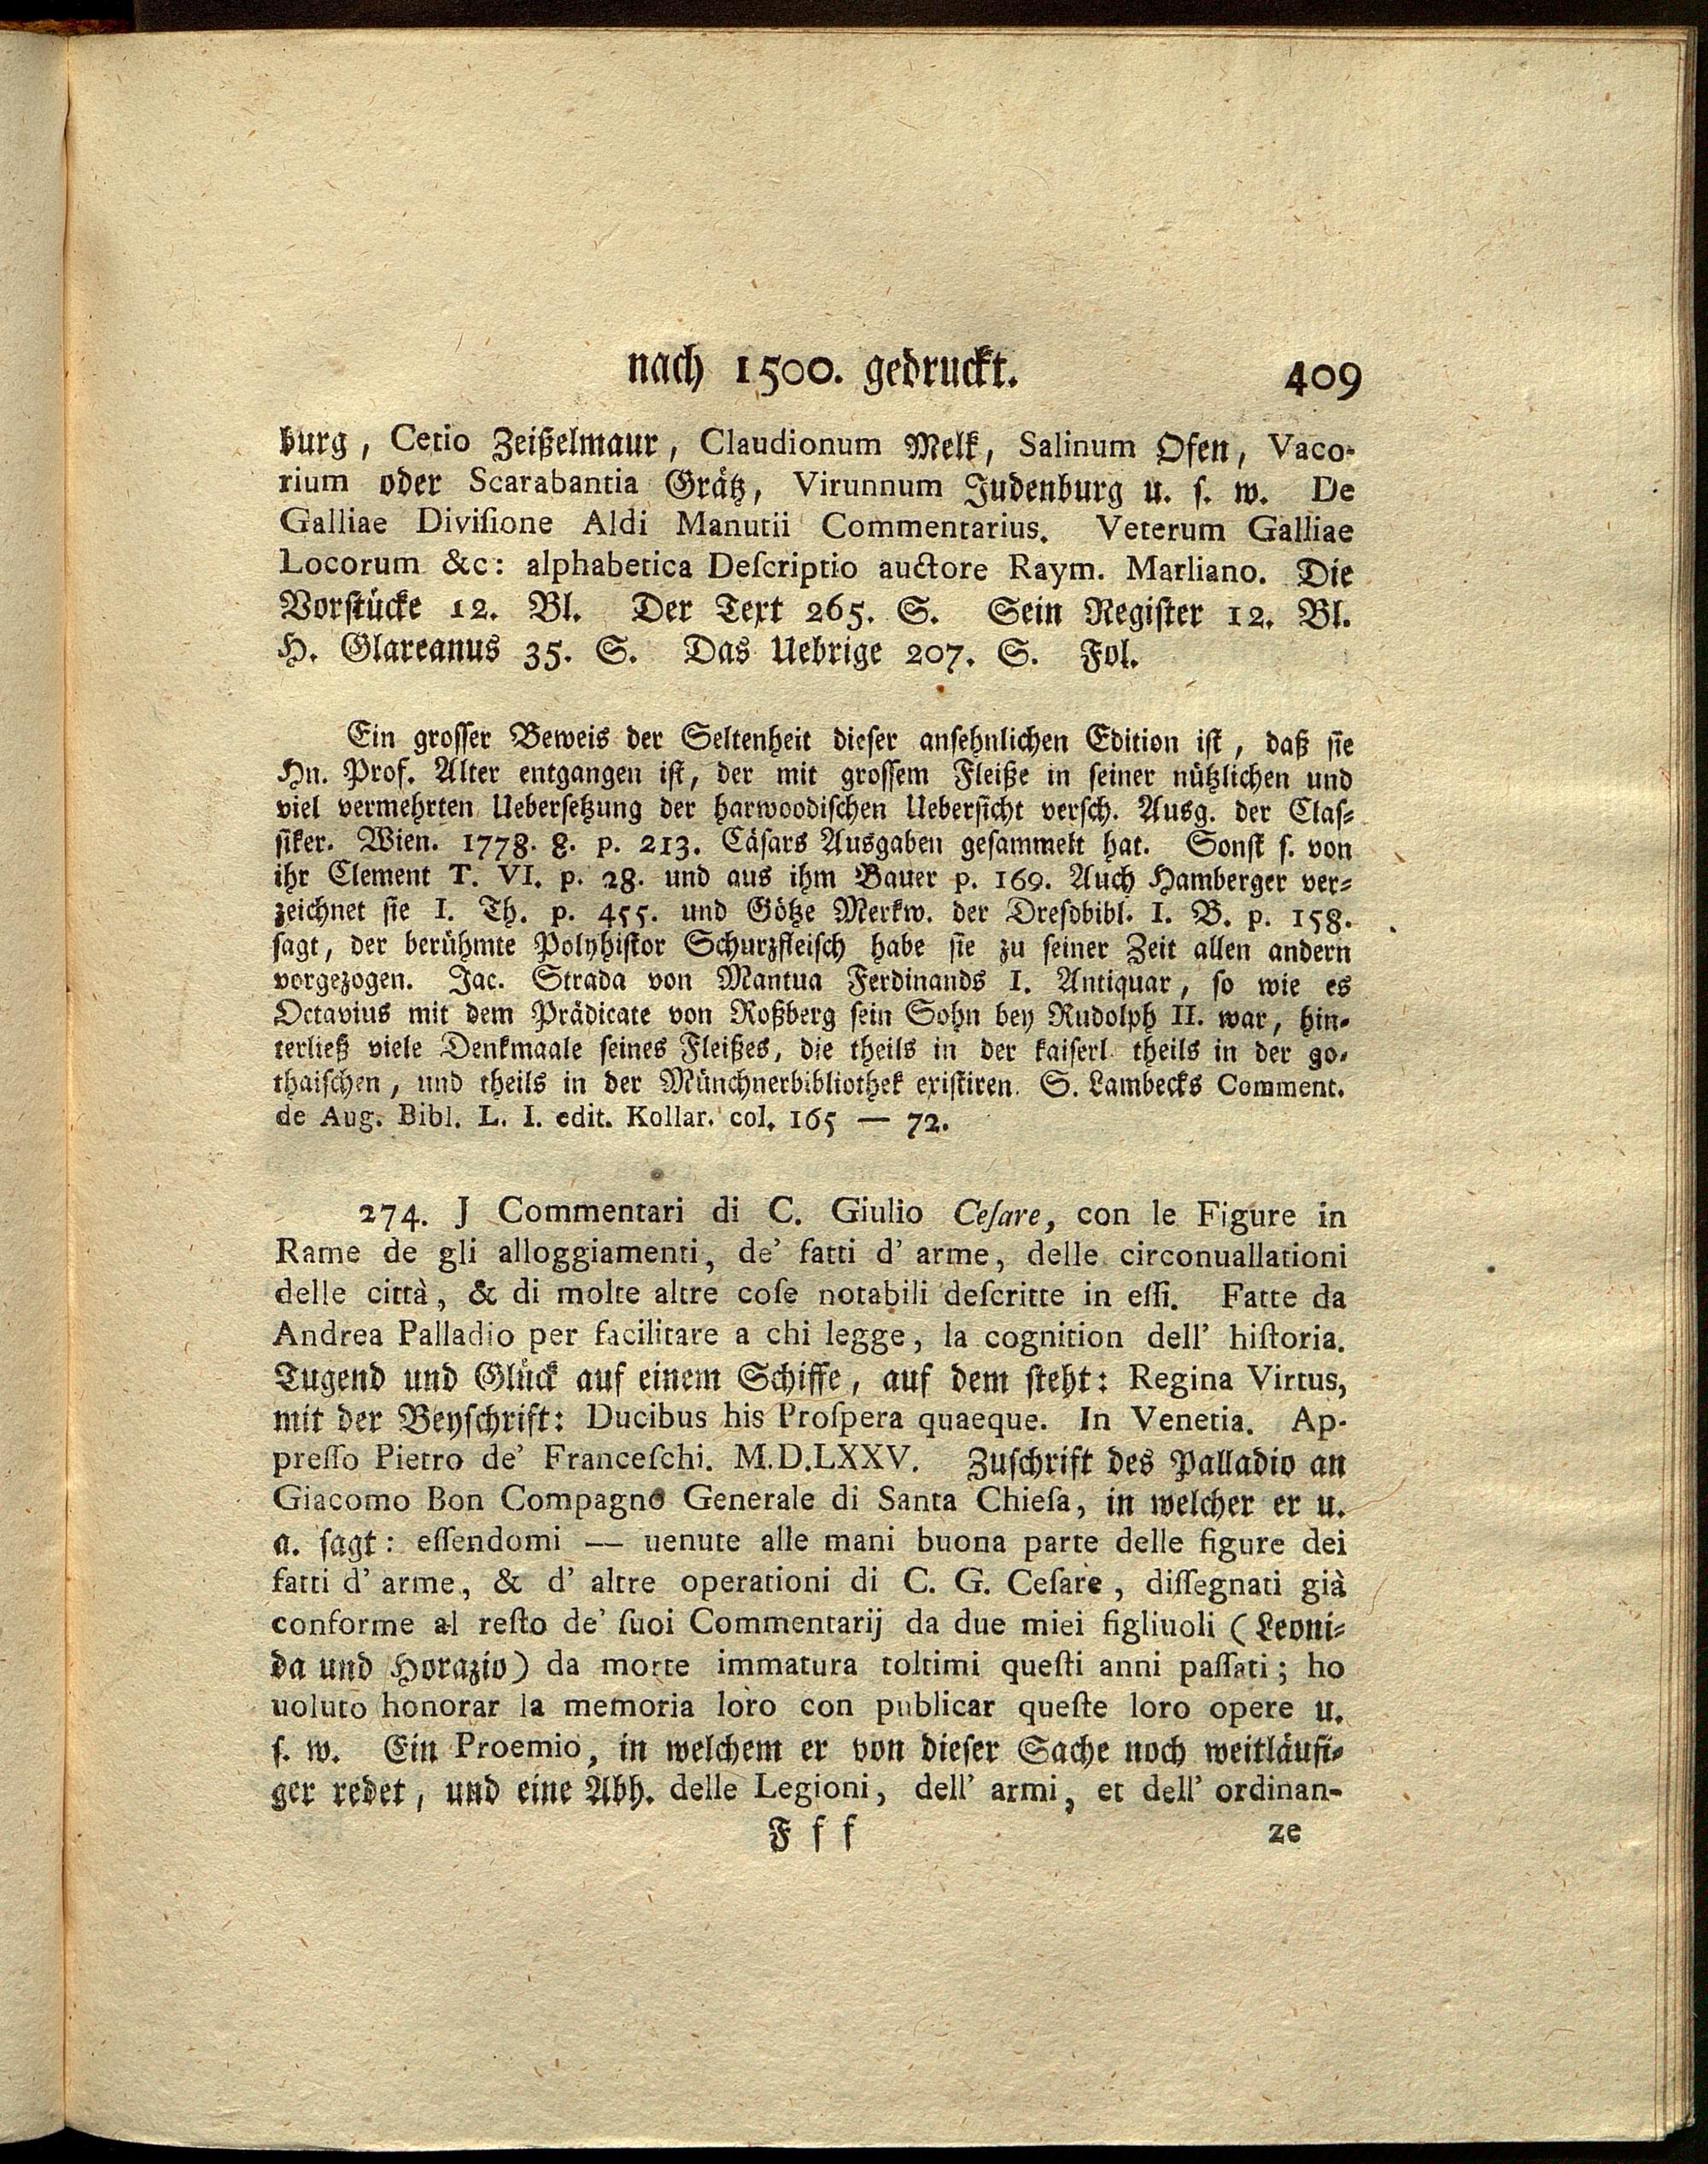 nach 1500. gedruckt. 409
burg, Cetio Zeißelmaur, Claudionum Melk, Salinum Ofen, Vaco-
rium oder Scarabantia Grätz, Virunnum Judenburg u. s. w. De
Galliae Diviſione Aldi Manutii Commentarius. Veterum Galliae
Locorum &c: alphabetica Deſcriptio auctore Raym. Marliano. Die
Vorstücke 12. Bl. Der Text 265. S. Sein Register 12. Bl.
H. Glareanus 35. S. Das Uebrige 207. S. Fol.
Ein grosser Beweis der Seltenheit dieser ansehnlichen Edition ist, daß sie
Hn. Prof. Alter entgangen ist, der mit grossem Fleiße in seiner nützlichen und
viel vermehrten Uebersetzung der harwoodischen Uebersicht versch. Ausg. der Clas-
siker. Wien. 1778. 8. p. 213. Cäsars Ausgaben gesammelt hat. Sonst s. von
ihr Clement T. VI. p. 28. und aus ihm Bauer p. 169. Auch Hamberger ver-
zeichnet sie I. Th. p. 455. und Götze Merkw. der Dresdbibl. I. B. p. 158.
sagt, der berühmte Polyhistor Schurzfleisch habe sie zu seiner Zeit allen andern
vorgezogen. Jac. Strada von Mantua Ferdinands I. Antiquar, so wie es
Octavius mit dem Prädicate von Roßberg sein Sohn bey Rudolph II. war, hin-
terließ viele Denkmaale seines Fleißes, die theils in der kaiserl. theils in der go-
thaischen, und theils in der Münchnerbibliothek existiren. S. Lambecks Comment.
de Aug. Bibl. L. I. edit. Kollar. col. 165 — 72.
274. J Commentari di C. Giulio Ceſare, con le Figure in
Rame de gli alloggiamenti, de' fatti d' arme, delle circonuallationi
delle città, & di molte altre coſe notabili deſcritte in eſſi. Fatte da
Andrea Palladio per facilitare a chi legge, la cognition dell' hiſtoria.
Tugend und Glück auf einem Schiffe, auf dem steht: Regina Virtus,
mit der Beyschrift: Ducibus his Proſpera quaeque. In Venetia. Ap-
preſſo Pietro de' Franceſchi. M.D.LXXV. Zuschrift des Palladio an
Giacomo Bon Compagno Generale di Santa Chieſa, in welcher er u.
a. sagt: eſſendomi — uenute alle mani buona parte delle figure dei
fatti d' arme, & d' altre operationi di C. G. Ceſare, diſſegnati già
conforme al reſto de' ſuoi Commentarij da due miei figliuoli (Leoni-
da und Horazio) da morte immatura toltimi queſti anni paſſati; ho
uoluto honorar la memoria loro con publicar queſte loro opere u.
s. w. Ein Proemio, in welchem er von dieser Sache noch weitläufi-
ger redet, und eine Abh. delle Legioni, dell' armi, et dell' ordinan-
F f f ze